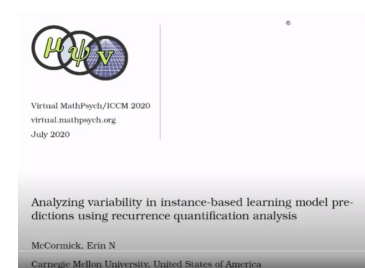 ®
μ ψ V
Virtual MathPsych/ICCM 2020
virtual.mathpsych.org
July 2020
Analyzing variability in instance-based learning model pre-
dictions using recurrence quantification analysis
McCormick, Erin N
Carnegie Mellon University, United States of America